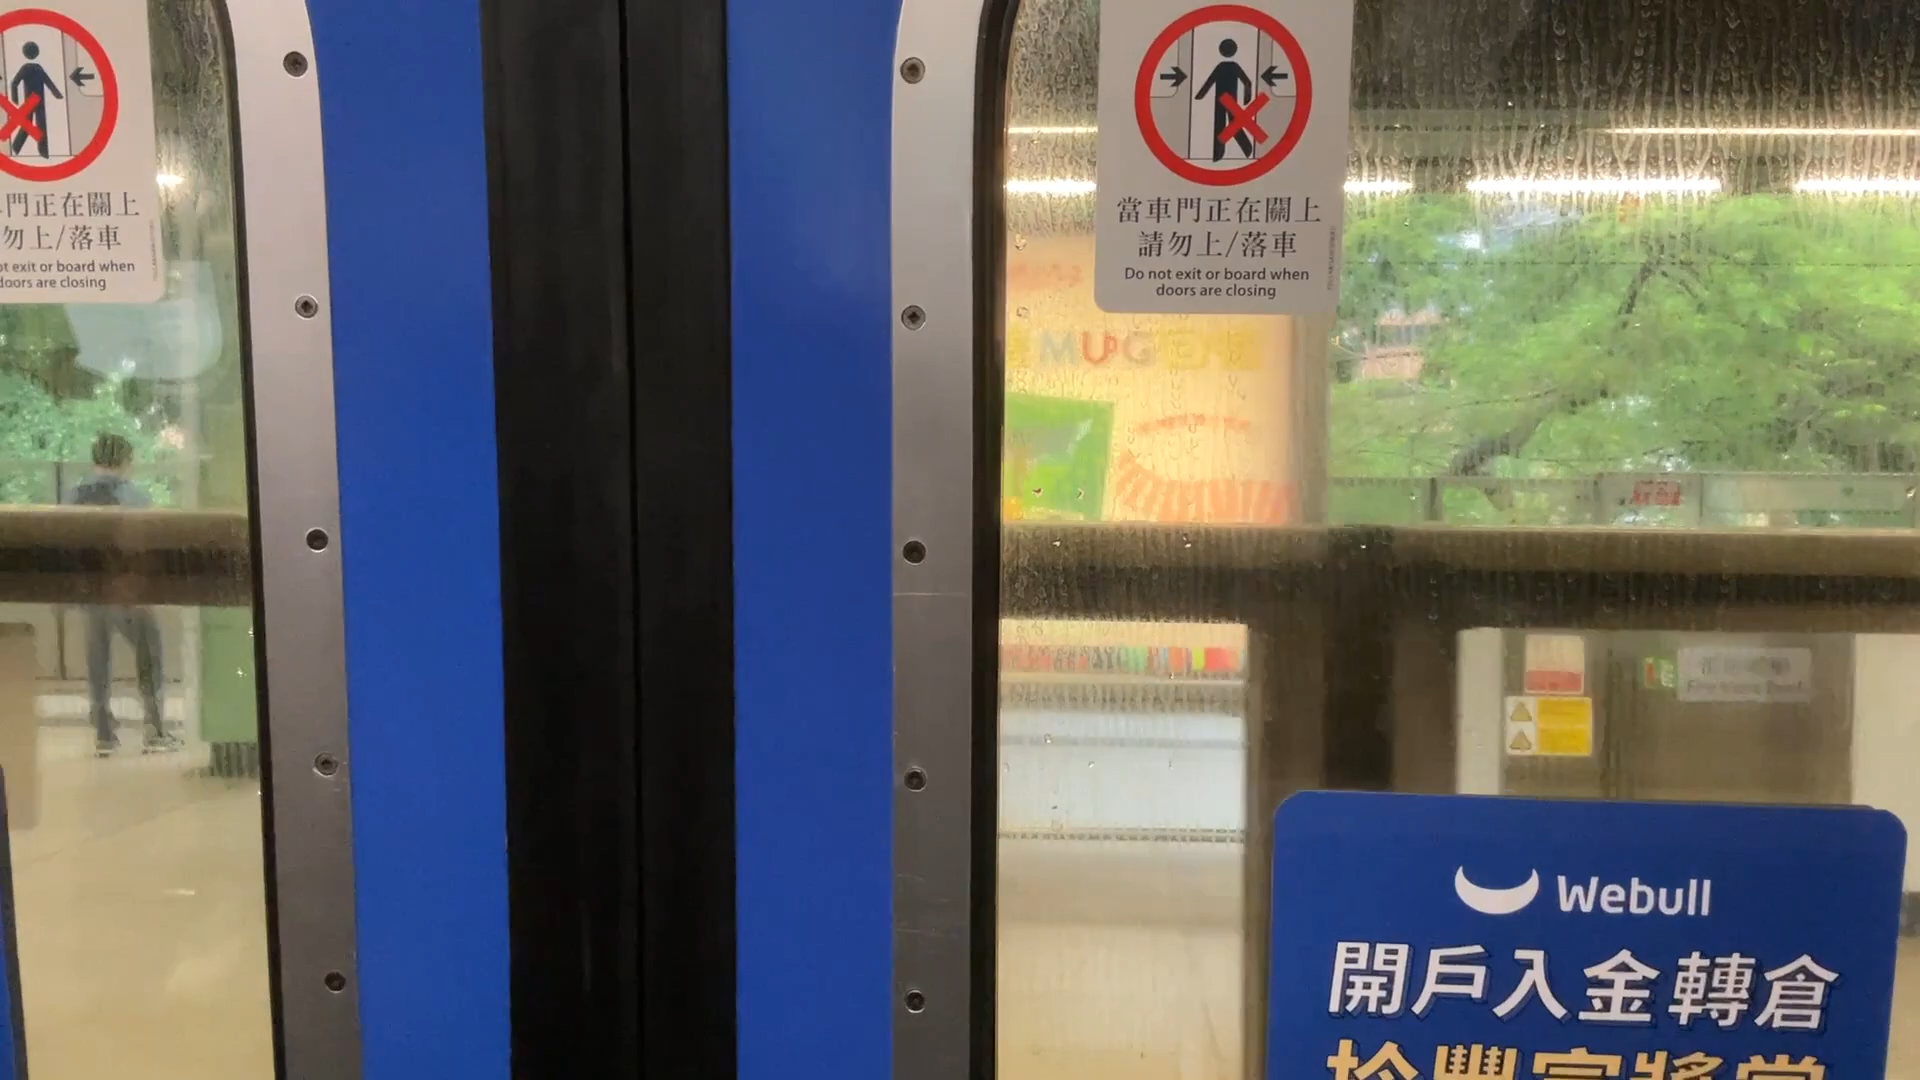 門正在關上
勿上/落車
ot exit or board when
doors are closing
當車門正在關上
請勿上/落車
Do not exit or board when
doors are closing
Webull
開戶入金轉倉